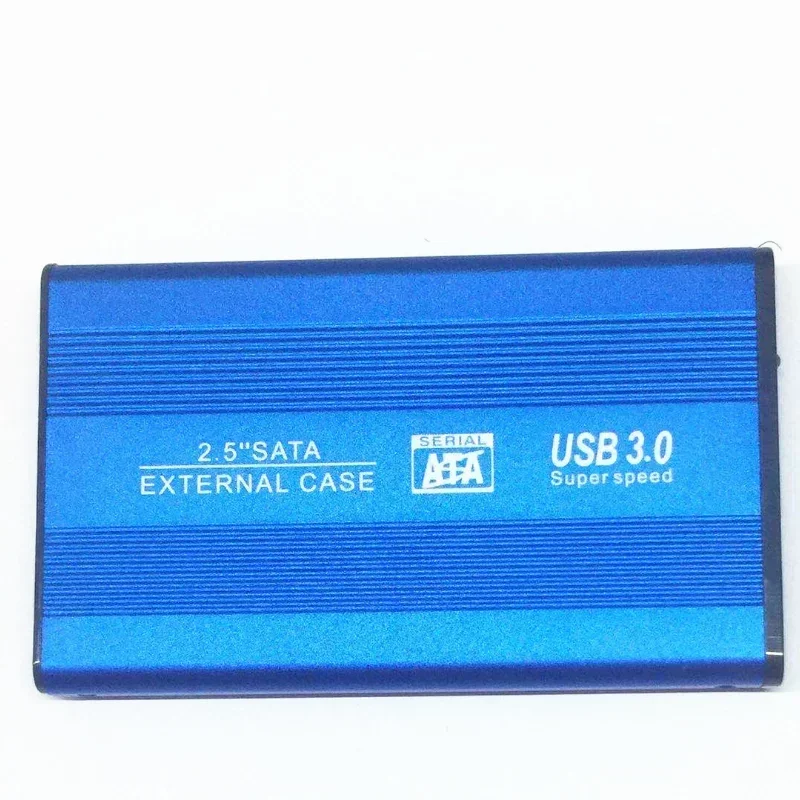 2.5"SATA
EXTERNAL CASE
SERIAL
ATA
USB 3.0
Super speed